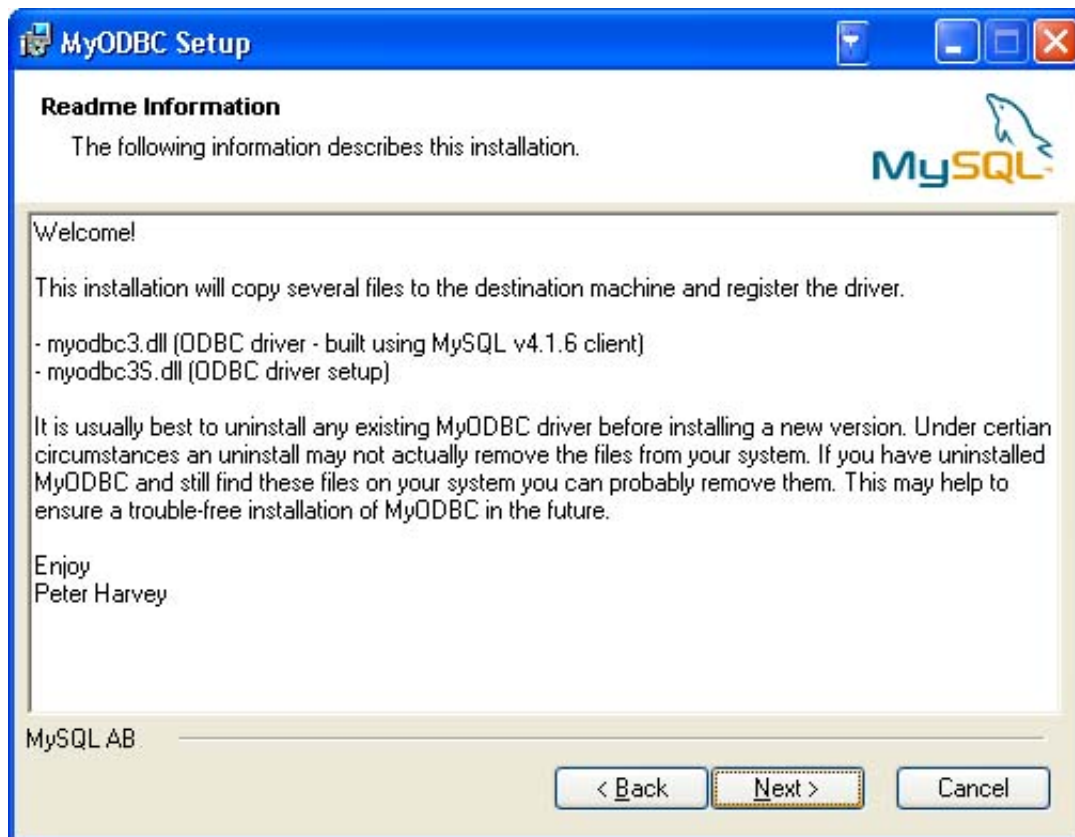 MyODBC Setup
Readme Information
The following information describes this installation.
MySQL
Welcome!
This installation will copy several files to the destination machine and register the driver.
- myodbc3.dll (ODBC driver - built using MySQL v4.1.6 client)
- myodbc3S.dll (ODBC driver setup)
It is usually best to uninstall any existing MyODBC driver before installing a new version. Under certian
circumstances an uninstall may not actually remove the files from your system. If you have uninstalled
MyODBC and still find these files on your system you can probably remove them. This may help to
ensure a trouble-free installation of MyODBC in the future.
Enjoy
Peter Harvey
MySQL AB
< Back Next > Cancel